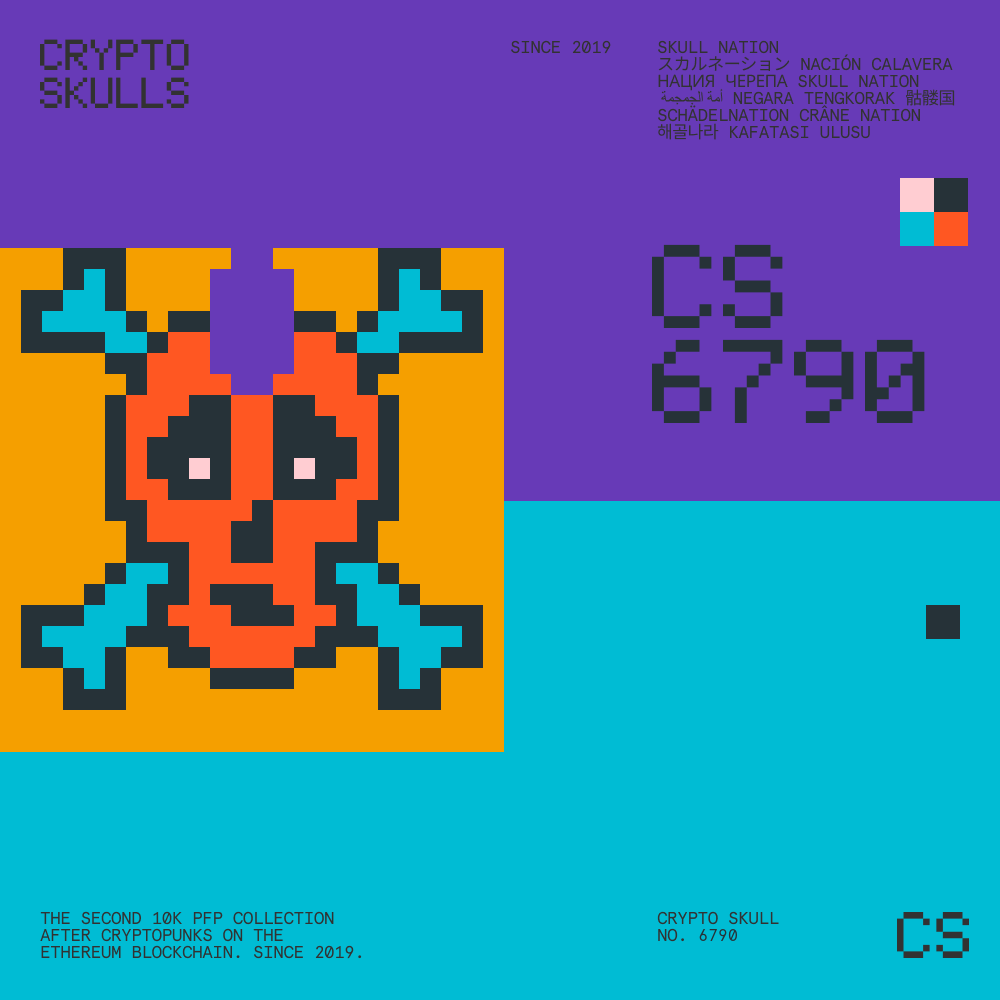 CRYPTO
SKULLS
SINCE 2019
SKULL NATION
スカルネーション NACIÓN CALAVERA
НАЦИЯ ЧЕРЕПА SKULL NATION
أمة الجمجمة NEGARA TENGKORAK 骷髅国
SCHÄDELNATION CRÂNE NATION
해골나라 KAFATASI ULUSU
CS
6790
THE SECOND 10K PFP COLLECTION
AFTER CRYPTOPUNKS ON THE
ETHEREUM BLOCKCHAIN. SINCE 2019.
CRYPTO SKULL
NO. 6790
CS